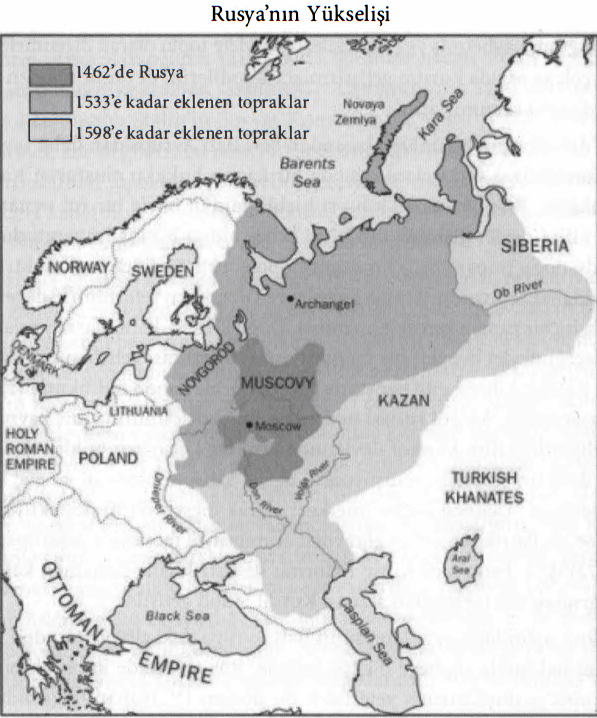 Rusya’nın Yükselişi
1462’de Rusya
1533’e kadar eklenen topraklar
1598’e kadar eklenen topraklar
Novaya
Zemlya
Kara Sea
Barents
Sea
SIBERIA
NORWAY
SWEDEN
Ob River
Archangel
DENMARK
NOVGOROD
MUSCOVY
KAZAN
LITHUANIA
Moscow
HOLY
ROMAN
EMPIRE
POLAND
Dnieper River
Don River
Volga River
TURKISH
KHANATES
Aral
Sea
OTTOMAN
EMPIRE
Black Sea
Caspian Sea